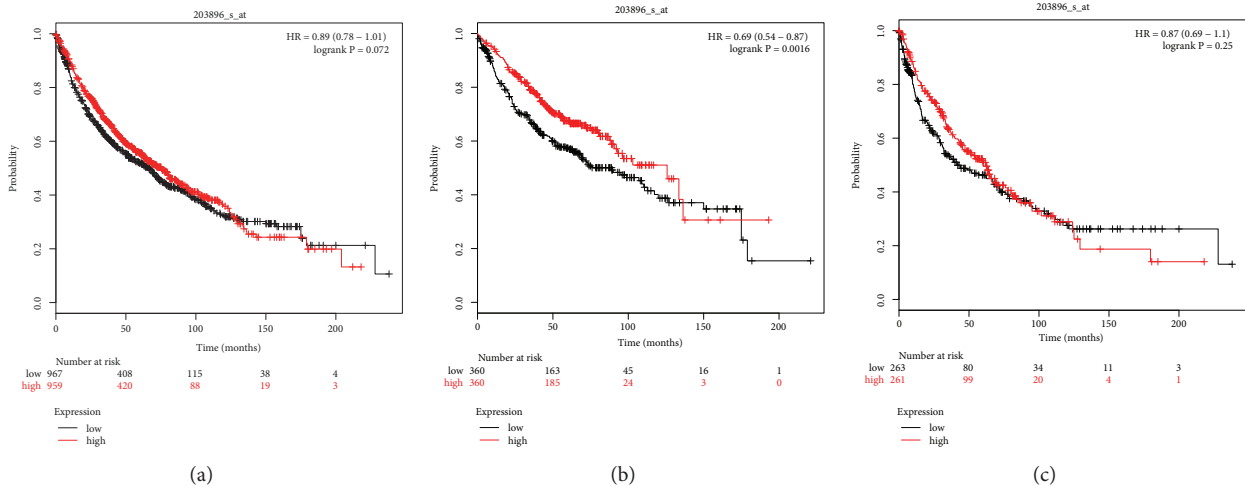 203896_s_at
HR = 0.89 (0.78 − 1.01)
logrank P = 0.072
Probability
1.0
0.8
0.6
0.4
0.2
0.0
0 50 100 150 200
Time (months)
Number at risk
low 967 408 115 38 4
high 959 420 88 19 3
Expression
low
high
(a)
203896_s_at
HR = 0.69 (0.54 − 0.87)
logrank P = 0.0016
Probability
1.0
0.8
0.6
0.4
0.2
0.0
0 50 100 150 200
Time (months)
Number at risk
low 360 163 45 16 1
high 360 185 24 3 0
Expression
low
high
(b)
203896_s_at
HR = 0.87 (0.69 − 1.1)
logrank P = 0.25
Probability
1.0
0.8
0.6
0.4
0.2
0.0
0 50 100 150 200
Time (months)
Number at risk
low 263 80 34 11 3
high 261 99 20 4 1
Expression
low
high
(c)